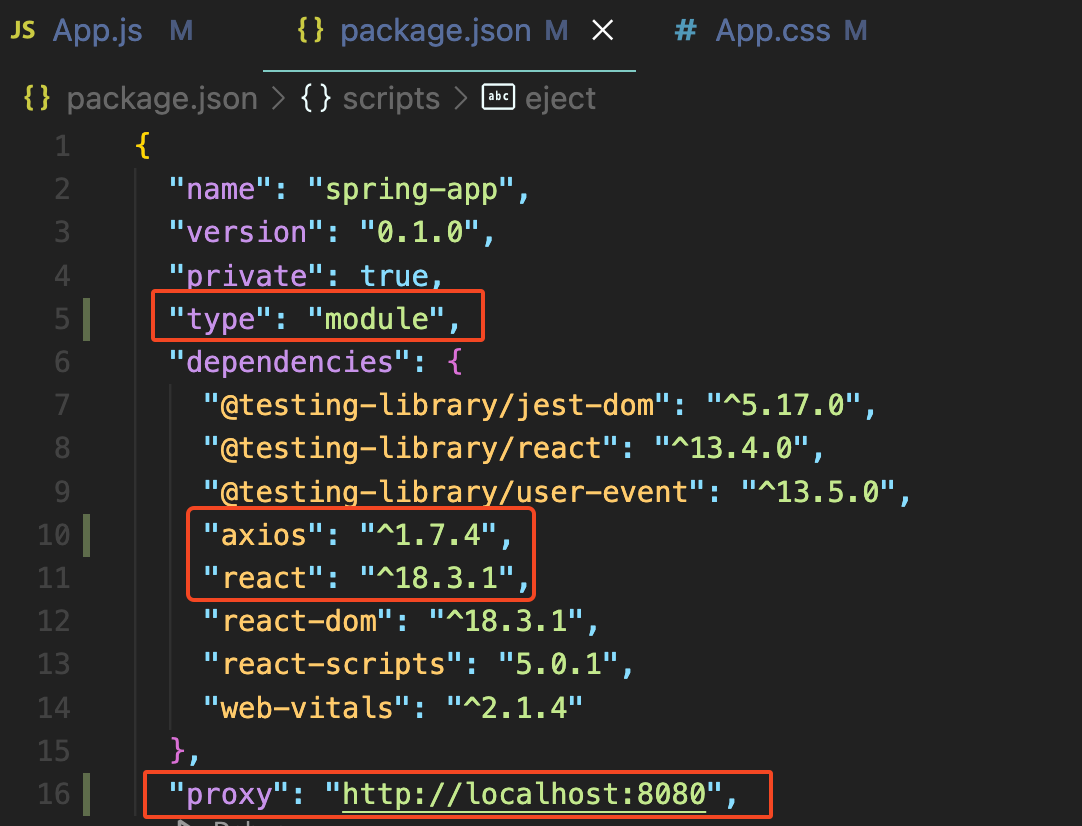 JS App.js M {} package.json M × # App.css M
{} package.json > {} scripts > abc eject
1 {
2 "name": "spring-app",
3 "version": "0.1.0",
4 "private": true,
5 "type": "module",
6 "dependencies": {
7 "@testing-library/jest-dom": "^5.17.0",
8 "@testing-library/react": "^13.4.0",
9 "@testing-library/user-event": "^13.5.0",
10 "axios": "^1.7.4",
11 "react": "^18.3.1",
12 "react-dom": "^18.3.1",
13 "react-scripts": "5.0.1",
14 "web-vitals": "^2.1.4"
15 },
16 "proxy": "http://localhost:8080",